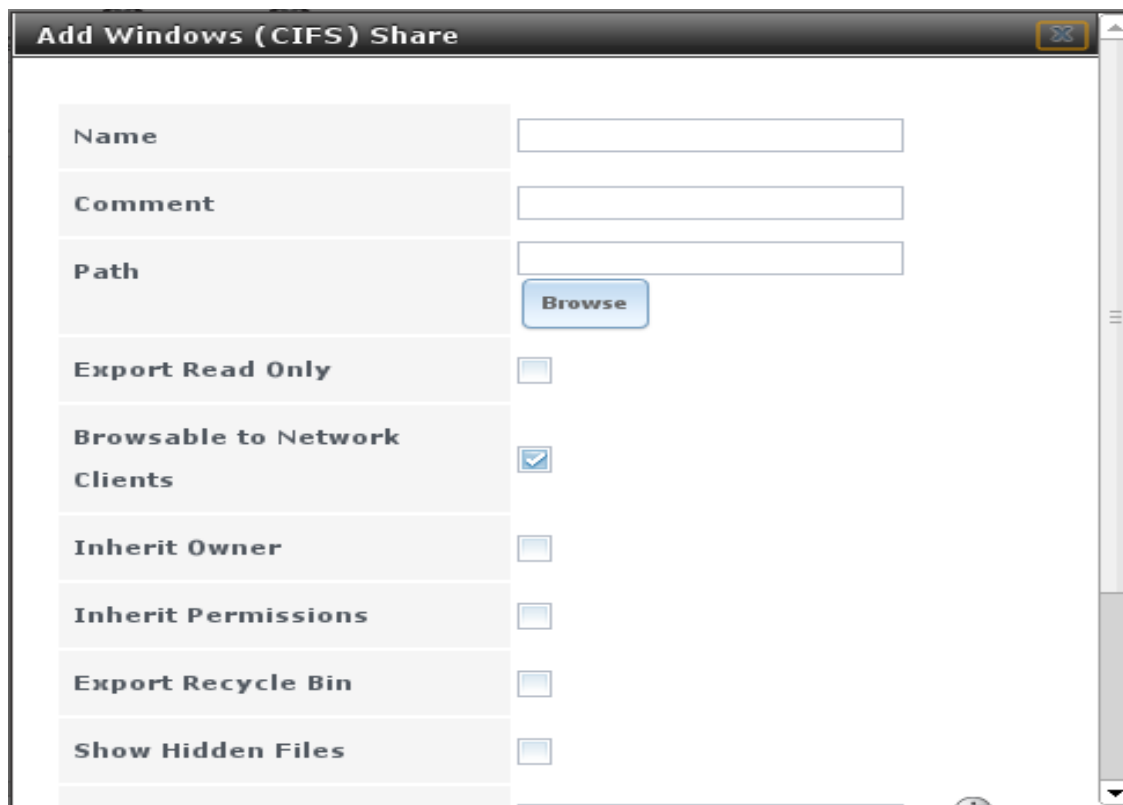 Add Windows (CIFS) Share
Name
Comment
Path
Browse
Export Read Only
Browsable to Network
Clients
Inherit Owner
Inherit Permissions
Export Recycle Bin
Show Hidden Files